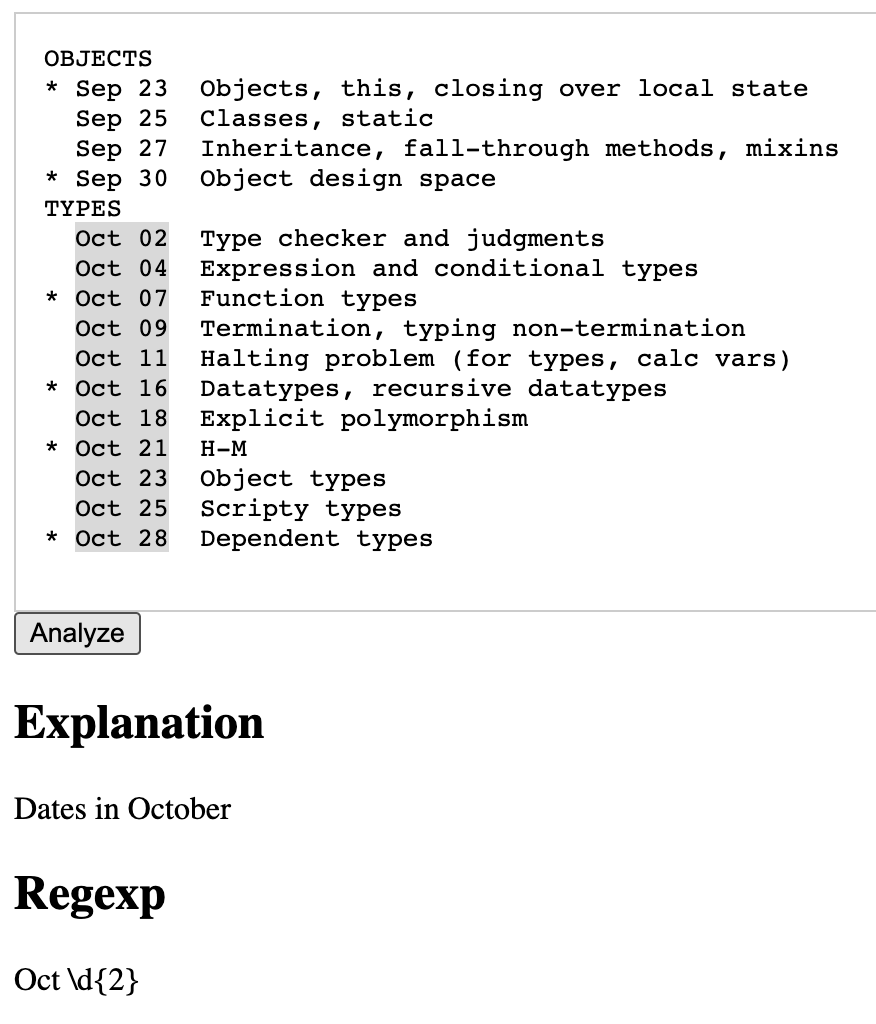 OBJECTS
* Sep 23  Objects, this, closing over local state
  Sep 25  Classes, static
  Sep 27  Inheritance, fall-through methods, mixins
* Sep 30  Object design space
TYPES
  Oct 02  Type checker and judgments
  Oct 04  Expression and conditional types
* Oct 07  Function types
  Oct 09  Termination, typing non-termination
  Oct 11  Halting problem (for types, calc vars)
* Oct 16  Datatypes, recursive datatypes
  Oct 18  Explicit polymorphism
* Oct 21  H-M
  Oct 23  Object types
  Oct 25  Scripty types
* Oct 28  Dependent types
Analyze
Explanation
Dates in October
Regexp
Oct \d{2}